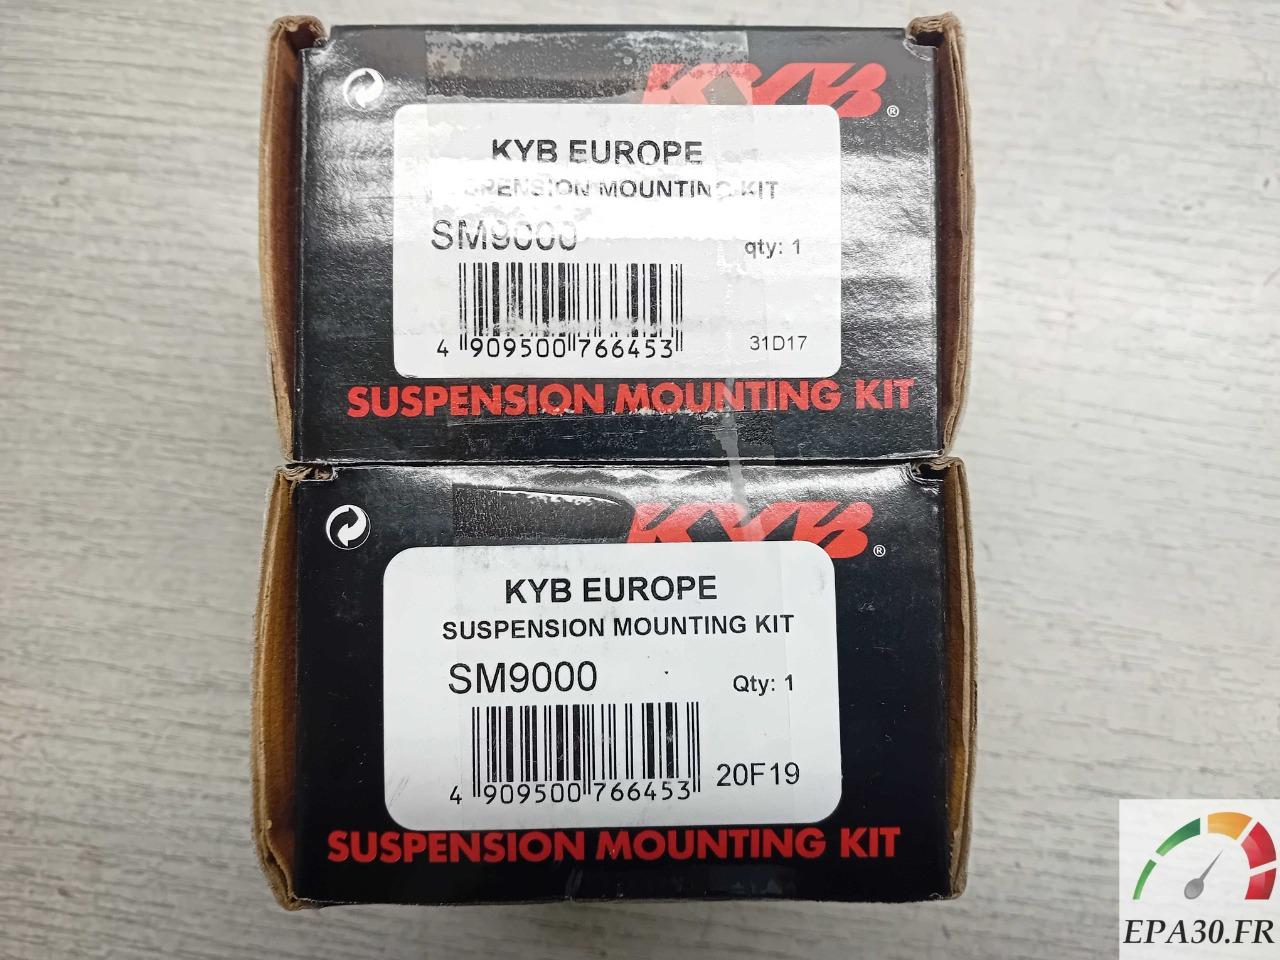 KYB®
KYB EUROPE
SUSPENSION MOUNTING KIT
SM9000
qty: 1
4 909500 766453
31D17
SUSPENSION MOUNTING KIT
KYB®
KYB EUROPE
SUSPENSION MOUNTING KIT
SM9000
Qty: 1
4 909500 766453
20F19
SUSPENSION MOUNTING KIT
EPA30.FR